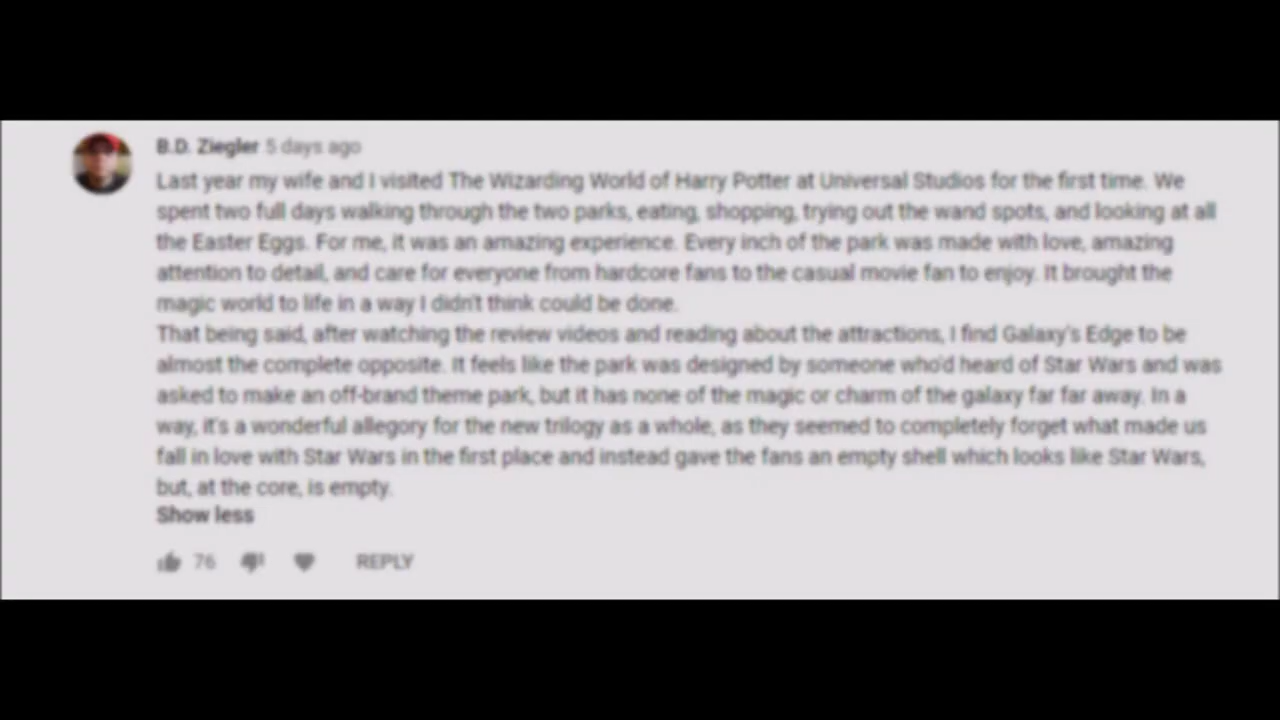 B.D. Ziegler 5 days ago
Last year my wife and I visited The Wizarding World of Harry Potter at Universal Studios for the first time. We
spent two full days walking through the two parks, eating, shopping, trying out the wand spots, and looking at all
the Easter Eggs. For me, it was an amazing experience. Every inch of the park was made with love, amazing
attention to detail, and care for everyone from hardcore fans to the casual movie fan to enjoy. It brought the
magic world to life in a way I didn't think could be done.
That being said, after watching the review videos and reading about the attractions, I find Galaxy's Edge to be
almost the complete opposite. It feels like the park was designed by someone who'd heard of Star Wars and was
asked to make an off-brand theme park, but it has none of the magic or charm of the galaxy far far away. In a
way, it's a wonderful allegory for the new trilogy as a whole, as they seemed to completely forget what made us
fall in love with Star Wars in the first place and instead gave the fans an empty shell which looks like Star Wars,
but, at the core, is empty.
Show less
76 REPLY